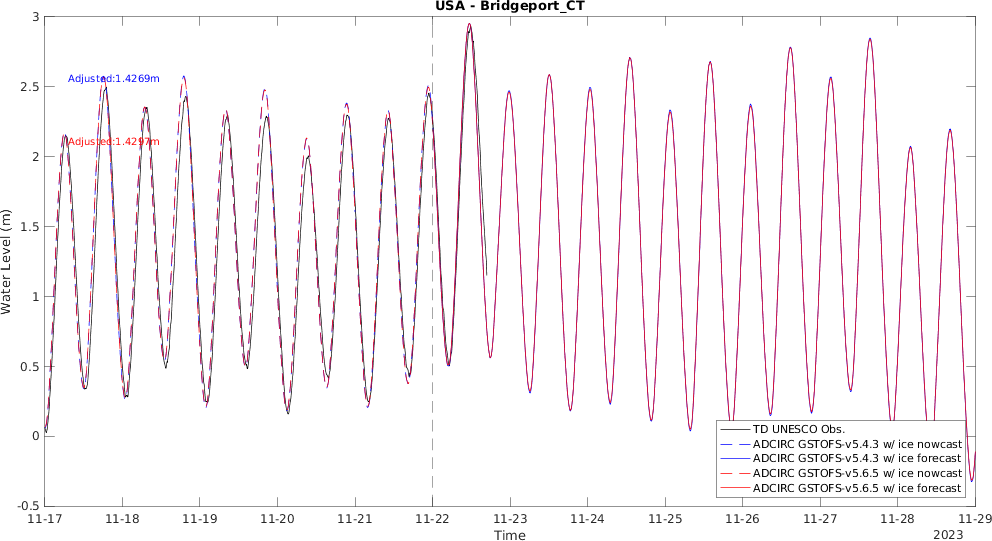 USA - Bridgeport_CT
3
2.5
2
1.5
1
0.5
0
-0.5
Water Level (m)
Adjusted:1.4269m
Adjusted:1.4297m
TD UNESCO Obs.
ADCIRC GSTOFS-v5.4.3 w/ ice nowcast
ADCIRC GSTOFS-v5.4.3 w/ ice forecast
ADCIRC GSTOFS-v5.6.5 w/ ice nowcast
ADCIRC GSTOFS-v5.6.5 w/ ice forecast
11-17 11-18 11-19 11-20 11-21 11-22 11-23 11-24 11-25 11-26 11-27 11-28 11-29
Time
2023